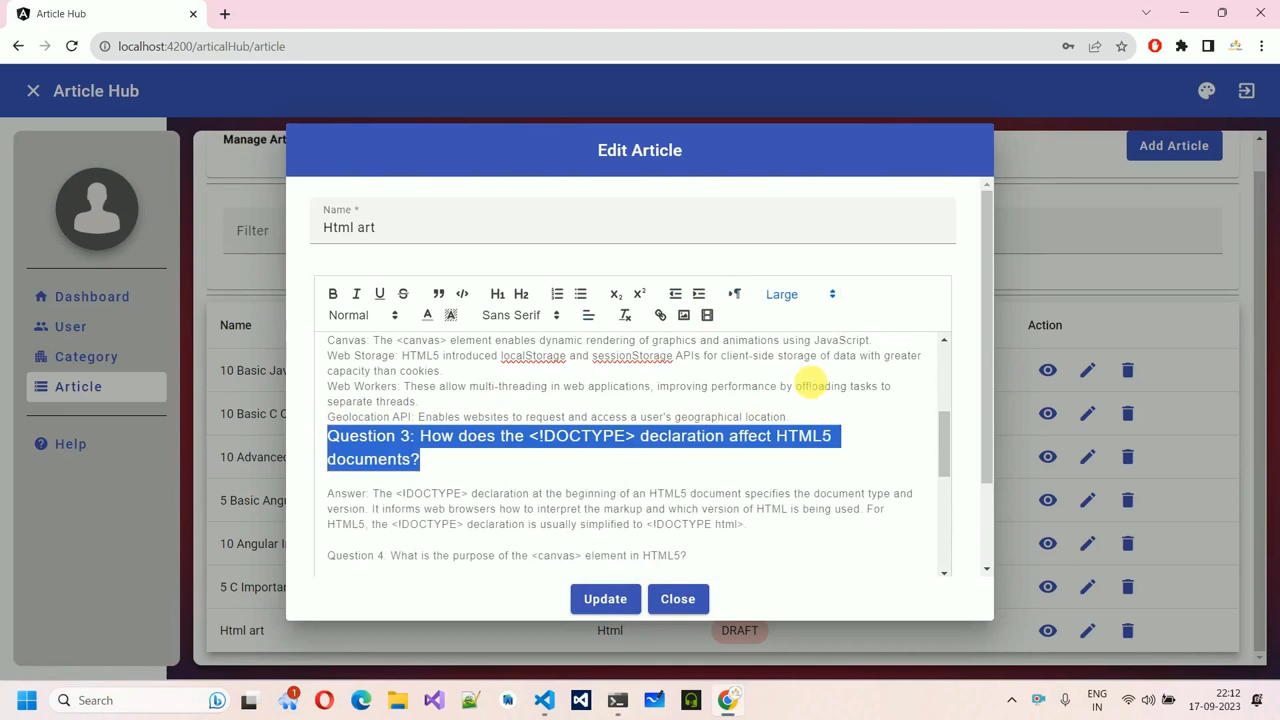 Article Hub
localhost:4200/articalHub/article
Article Hub
Manage Art
Add Article
Edit Article
Name *
Html art
Filter
Dashboard
User
Category
Article
Help
B I U S H1 H2 X2 X2 Large
Normal A A Sans Serif
Canvas: The <canvas> element enables dynamic rendering of graphics and animations using JavaScript.
Web Storage: HTML5 introduced localStorage and sessionStorage APIs for client-side storage of data with greater
capacity than cookies.
Web Workers: These allow multi-threading in web applications, improving performance by offloading tasks to
separate threads.
Geolocation API: Enables websites to request and access a user's geographical location.
Question 3: How does the <!DOCTYPE> declaration affect HTML5
documents?
Answer: The <!DOCTYPE> declaration at the beginning of an HTML5 document specifies the document type and
version. It informs web browsers how to interpret the markup and which version of HTML is being used. For
HTML5, the <!DOCTYPE> declaration is usually simplified to <!DOCTYPE html>.
Question 4. What is the purpose of the <canvas> element in HTML5?
Update Close
Name Action
10 Basic Jav
10 Basic C C
10 Advanced
5 Basic Angu
10 Angular I
5 C Importan
Html art Html DRAFT
Search
1
ENG
IN
22:12
17-09-2023